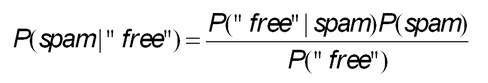 P(spam|" free") = P(" free"| spam)P(spam) / P(" free")